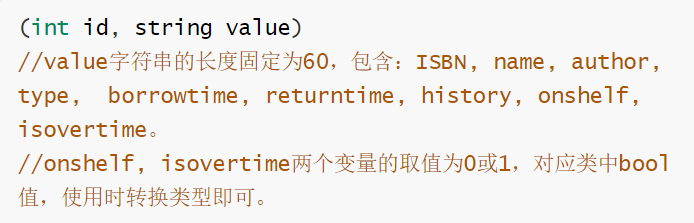 (int id, string value)
//value字符串的长度固定为60，包含：ISBN, name, author,
type,  borrowtime, returntime, history, onshelf,
isovertime。
//onshelf, isovertime两个变量的取值为0或1，对应类中bool
值，使用时转换类型即可。